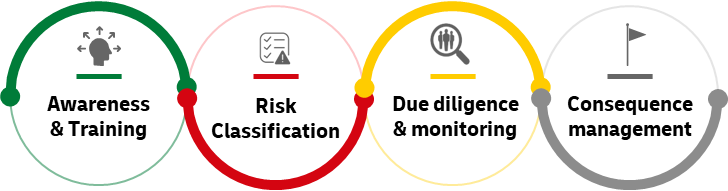 Awareness
& Training
Risk
Classification
Due diligence
& monitoring
Consequence
management